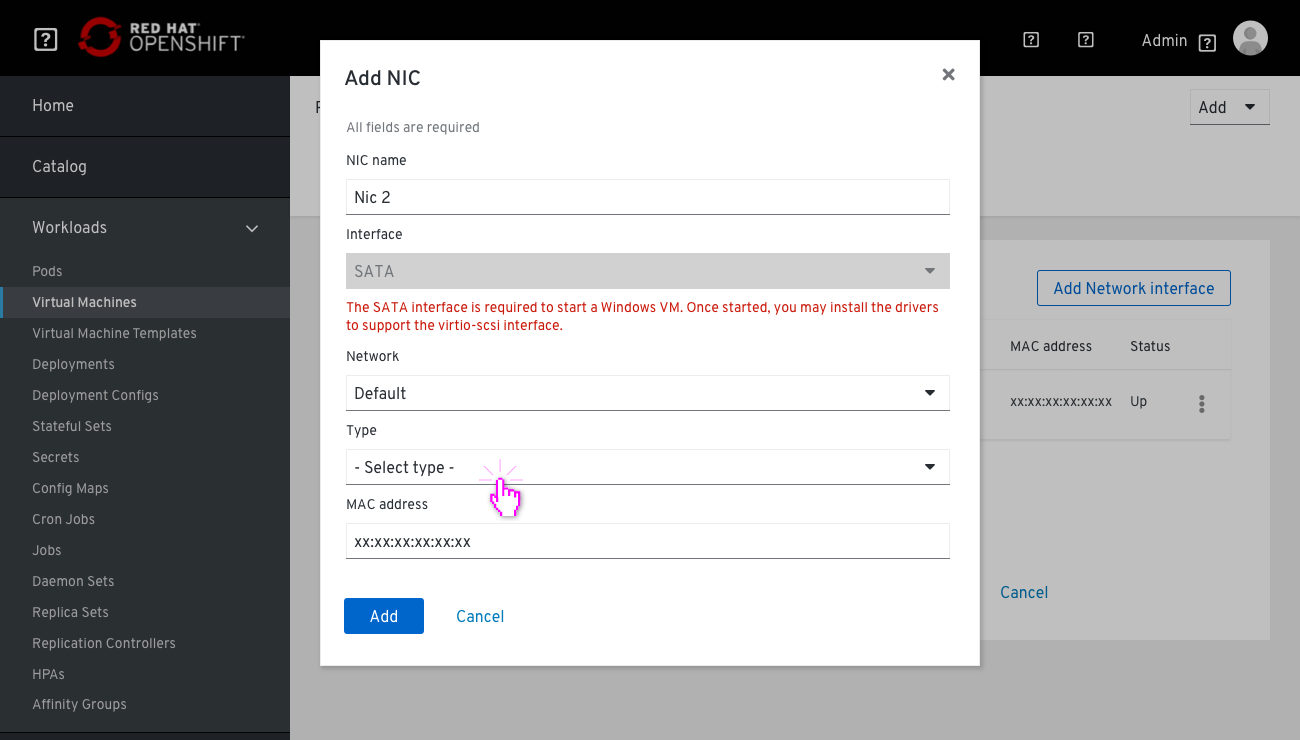 RED HAT
OPENSHIFT
Admin
Home
Catalog
Workloads
Pods
Virtual Machines
Virtual Machine Templates
Deployments
Deployment Configs
Stateful Sets
Secrets
Config Maps
Cron Jobs
Jobs
Daemon Sets
Replica Sets
Replication Controllers
HPAs
Affinity Groups
Add
Add NIC
All fields are required
NIC name
Nic 2
Interface
SATA
The SATA interface is required to start a Windows VM. Once started, you may install the drivers
to support the virtio-scsi interface.
Network
Default
Type
- Select type -
MAC address
xx:xx:xx:xx:xx:xx
Add
Cancel
Add Network interface
MAC address
Status
xx:xx:xx:xx:xx:xx
Up
Cancel